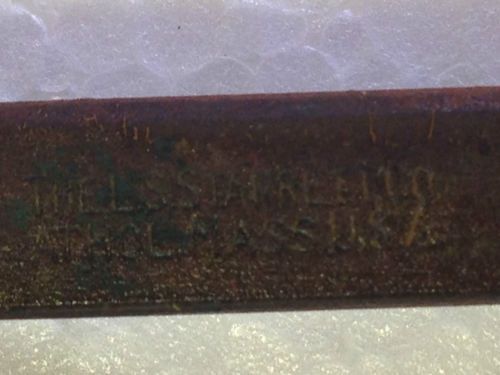 THE L.S.STARRETT CO.
ATHOL, MASS. U.S.A.